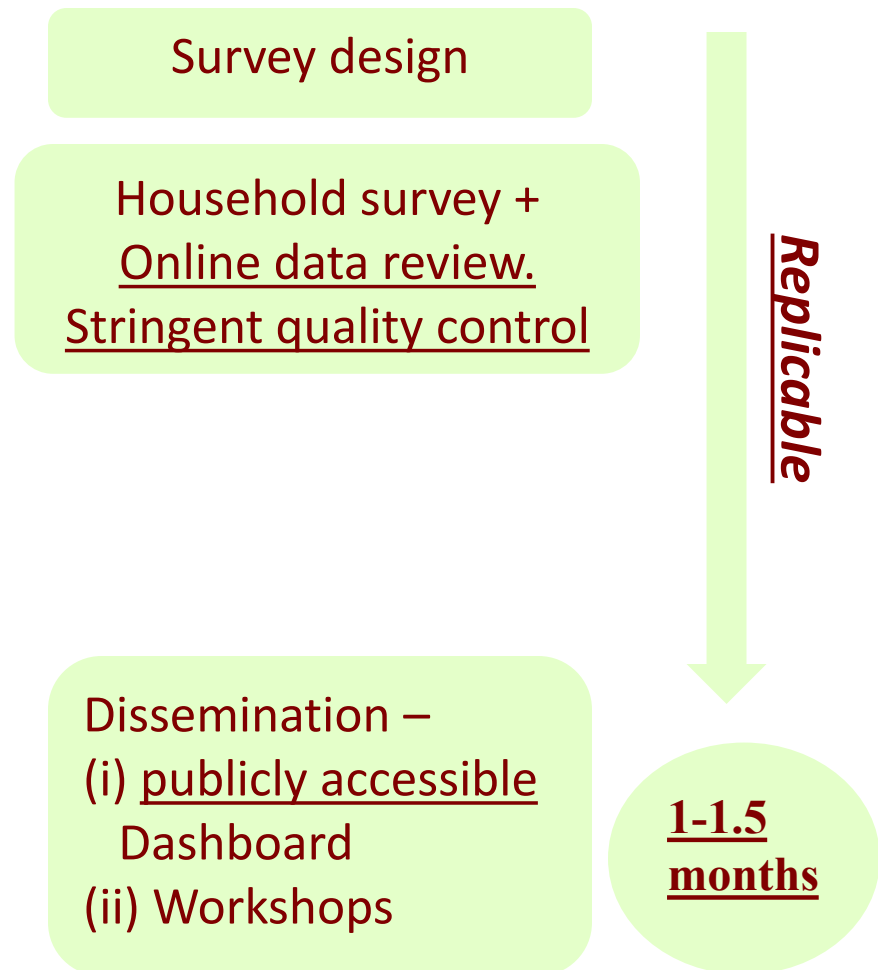 Survey design
Household survey +
Online data review.
Stringent quality control
Replicable
Dissemination –
(i) publicly accessible
Dashboard
(ii) Workshops
1-1.5
months